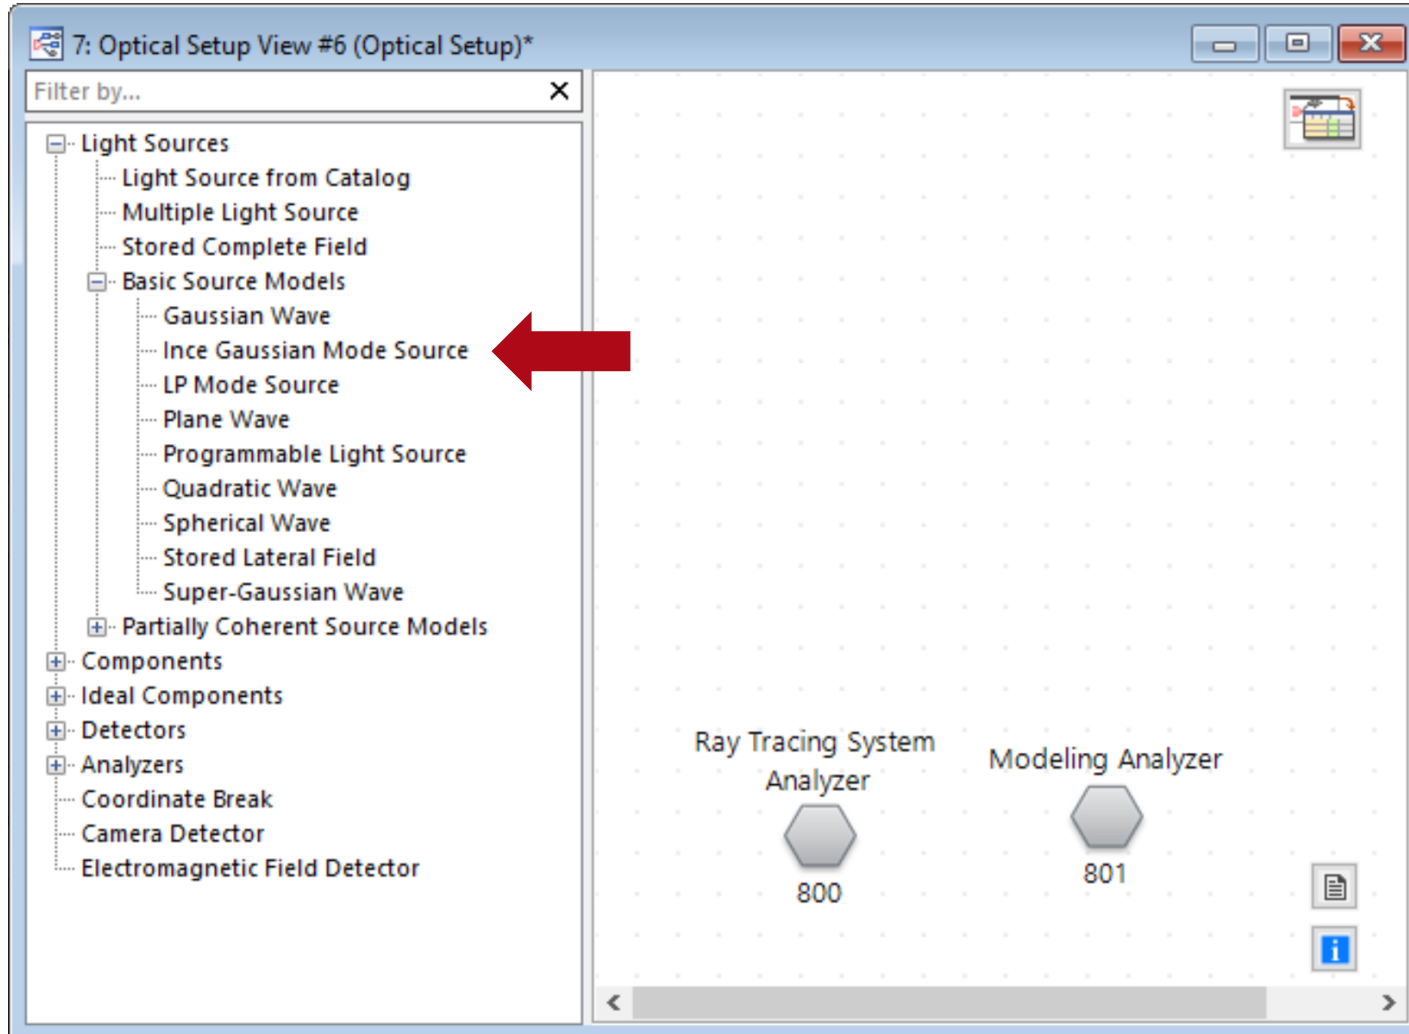 7: Optical Setup View #6 (Optical Setup)*
Filter by...
Light Sources
Light Source from Catalog
Multiple Light Source
Stored Complete Field
Basic Source Models
Gaussian Wave
Ince Gaussian Mode Source
LP Mode Source
Plane Wave
Programmable Light Source
Quadratic Wave
Spherical Wave
Stored Lateral Field
Super-Gaussian Wave
Partially Coherent Source Models
Components
Ideal Components
Detectors
Analyzers
Coordinate Break
Camera Detector
Electromagnetic Field Detector
Ray Tracing System
Analyzer
800
Modeling Analyzer
801